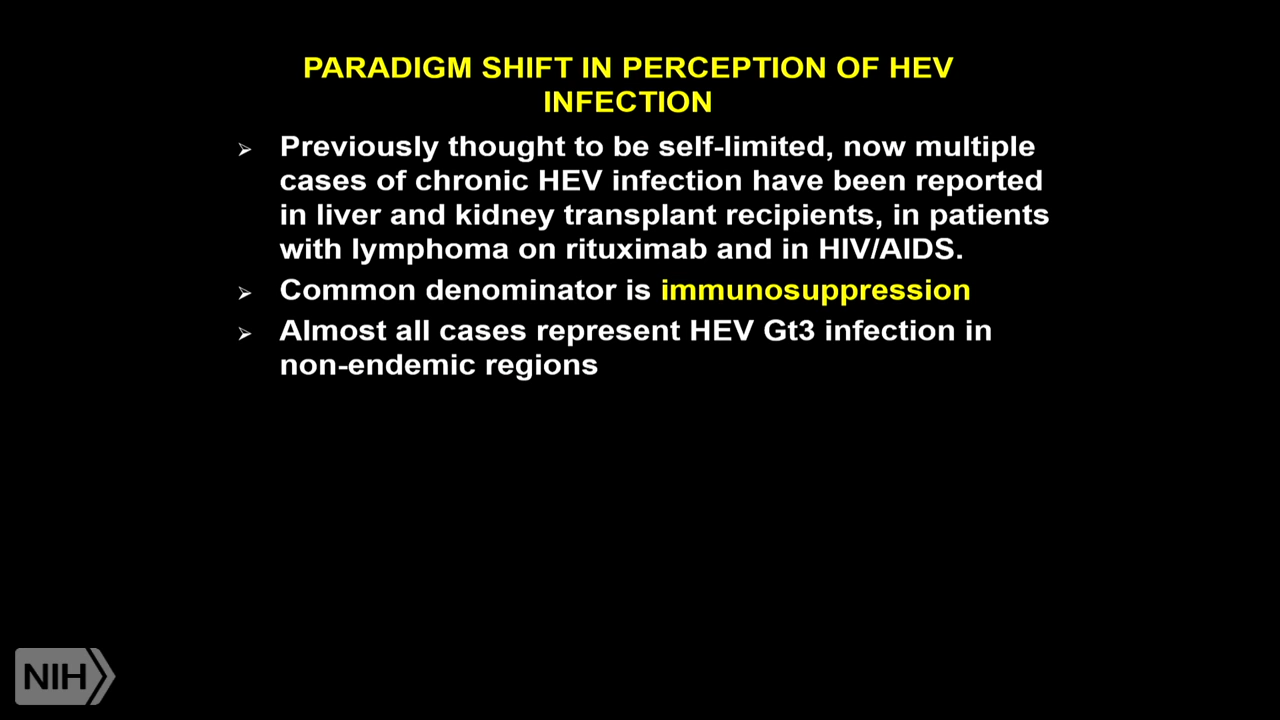 PARADIGM SHIFT IN PERCEPTION OF HEV
INFECTION
➢ Previously thought to be self-limited, now multiple
cases of chronic HEV infection have been reported
in liver and kidney transplant recipients, in patients
with lymphoma on rituximab and in HIV/AIDS.
➢ Common denominator is immunosuppression
➢ Almost all cases represent HEV Gt3 infection in
non-endemic regions
NIH